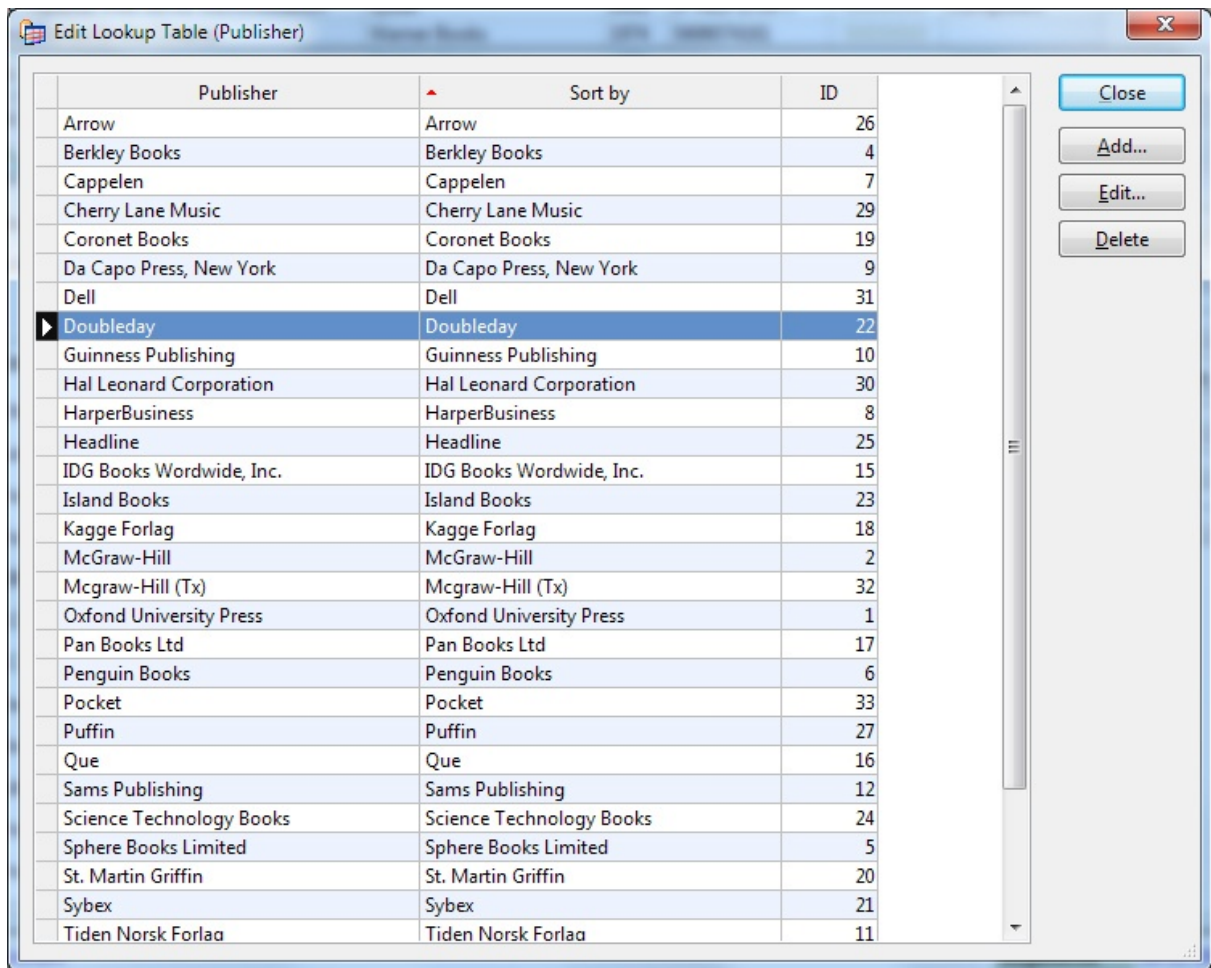 Edit Lookup Table (Publisher)
Publisher Sort by ID
Arrow Arrow 26
Berkley Books Berkley Books 4
Cappelen Cappelen 7
Cherry Lane Music Cherry Lane Music 29
Coronet Books Coronet Books 19
Da Capo Press, New York Da Capo Press, New York 9
Dell Dell 31
Doubleday Doubleday 22
Guinness Publishing Guinness Publishing 10
Hal Leonard Corporation Hal Leonard Corporation 30
HarperBusiness HarperBusiness 8
Headline Headline 25
IDG Books Wordwide, Inc. IDG Books Wordwide, Inc. 15
Island Books Island Books 23
Kagge Forlag Kagge Forlag 18
McGraw-Hill McGraw-Hill 2
Mcgraw-Hill (Tx) Mcgraw-Hill (Tx) 32
Oxfond University Press Oxfond University Press 1
Pan Books Ltd Pan Books Ltd 17
Penguin Books Penguin Books 6
Pocket Pocket 33
Puffin Puffin 27
Que Que 16
Sams Publishing Sams Publishing 12
Science Technology Books Science Technology Books 24
Sphere Books Limited Sphere Books Limited 5
St. Martin Griffin St. Martin Griffin 20
Sybex Sybex 21
Tiden Norsk Forlag Tiden Norsk Forlag 11
Close
Add...
Edit...
Delete